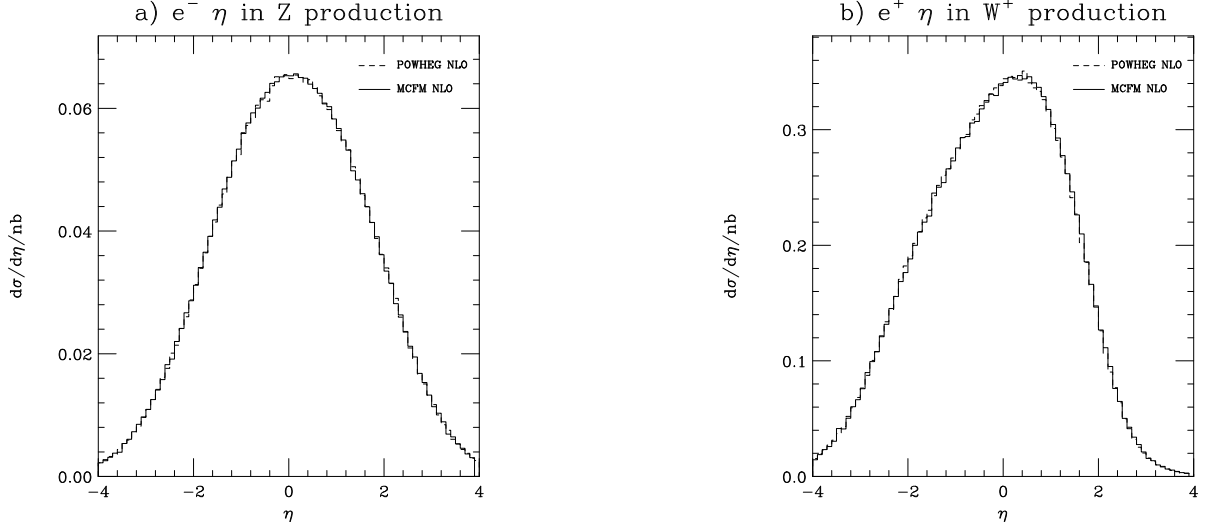 a) e⁻ η in Z production
POWHEG NLO
MCFM NLO
dσ/dη/nb
0.06
0.04
0.02
0.00
−4 −2 0 2 4
η
b) e⁺ η in W⁺ production
POWHEG NLO
MCFM NLO
dσ/dη/nb
0.3
0.2
0.1
0.0
−4 −2 0 2 4
η